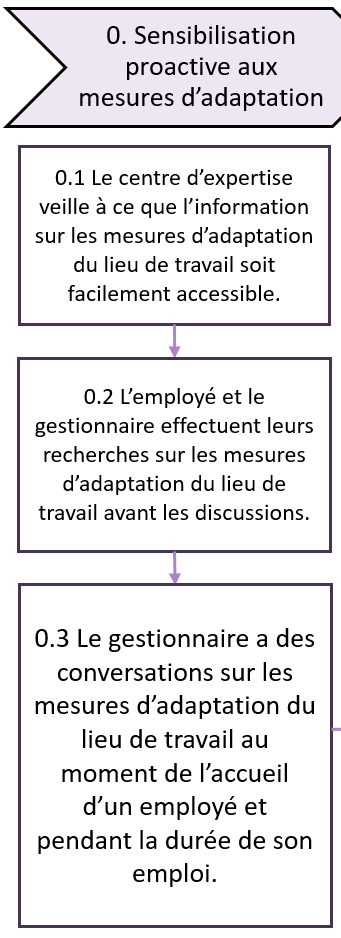 0. Sensibilisation
proactive aux
mesures d’adaptation
0.1 Le centre d’expertise
veille à ce que l’information
sur les mesures d’adaptation
du lieu de travail soit
facilement accessible.
0.2 L’employé et le
gestionnaire effectuent leurs
recherches sur les mesures
d’adaptation du lieu de
travail avant les discussions.
0.3 Le gestionnaire a des
conversations sur les
mesures d’adaptation du
lieu de travail au
moment de l’accueil
d’un employé et
pendant la durée de son
emploi.